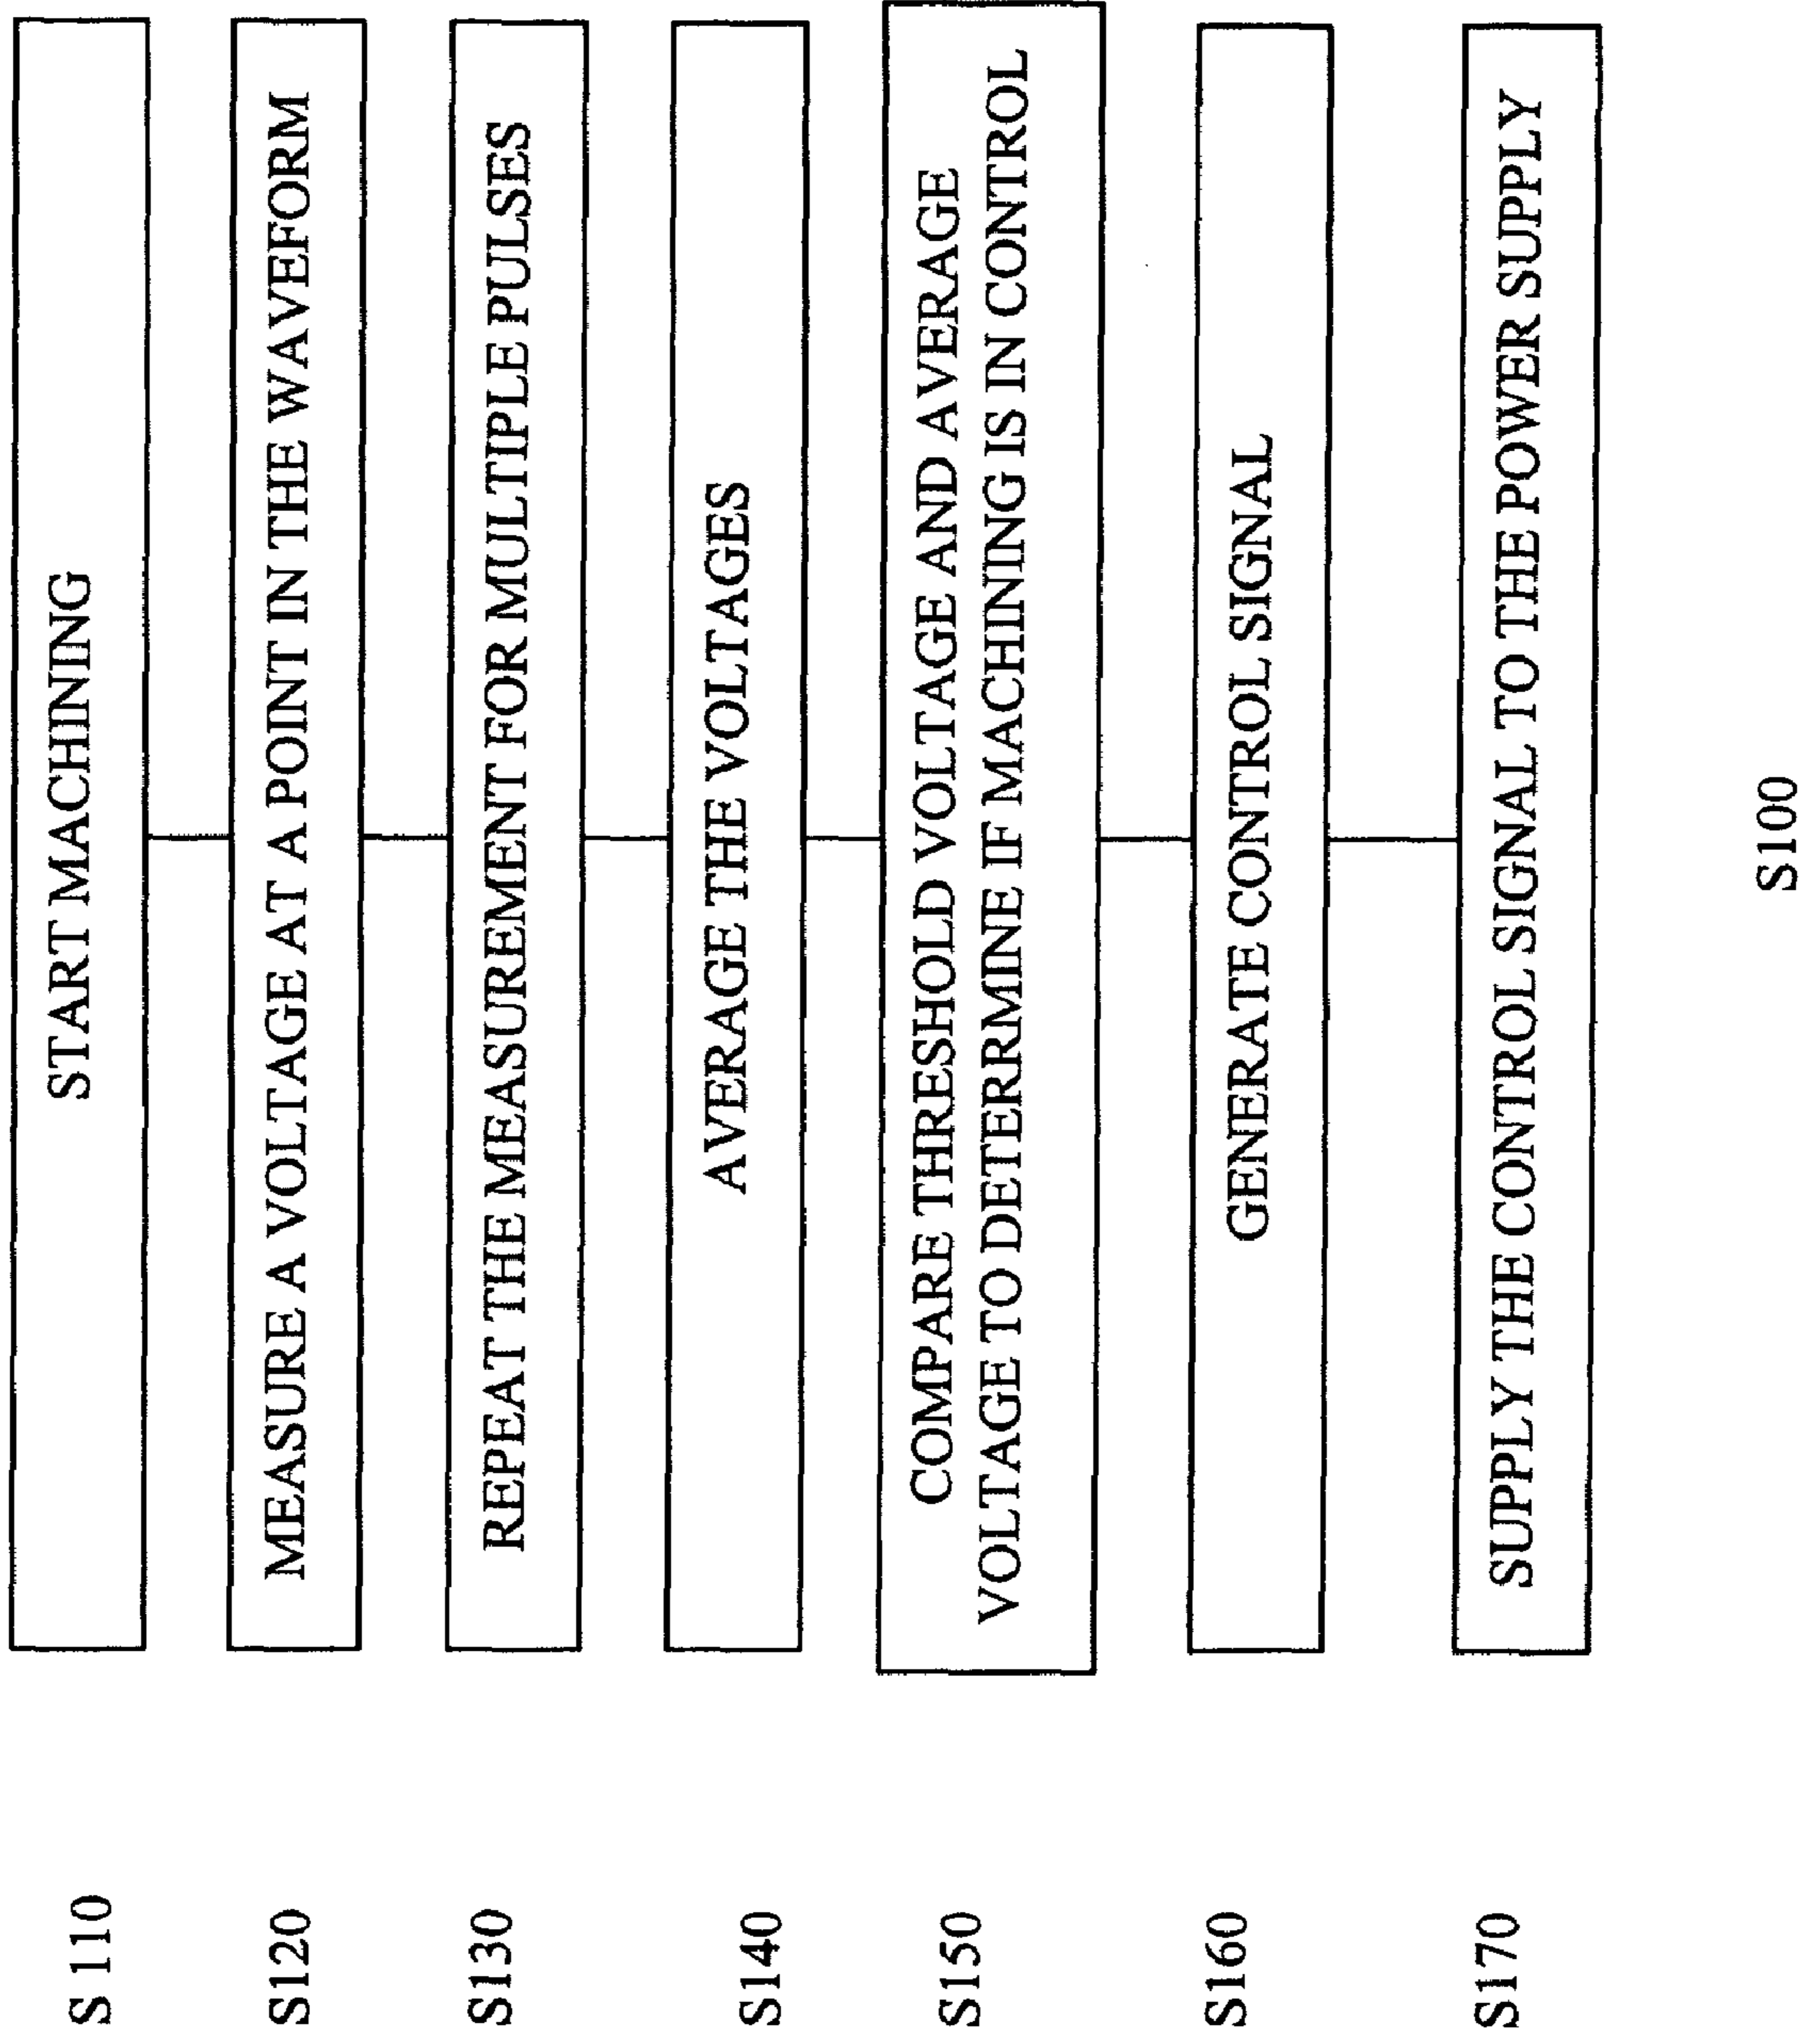 S 110
START MACHINING
S120
MEASURE A VOLTAGE AT A POINT IN THE WAVEFORM
S130
REPEAT THE MEASUREMENT FOR MULTIPLE PULSES
S140
AVERAGE THE VOLTAGES
S150
COMPARE THRESHOLD VOLTAGE AND AVERAGE
VOLTAGE TO DETERRMINE IF MACHINING IS IN CONTROL
S160
GENERATE CONTROL SIGNAL
S170
SUPPLY THE CONTROL SIGNAL TO THE POWER SUPPLY
S100